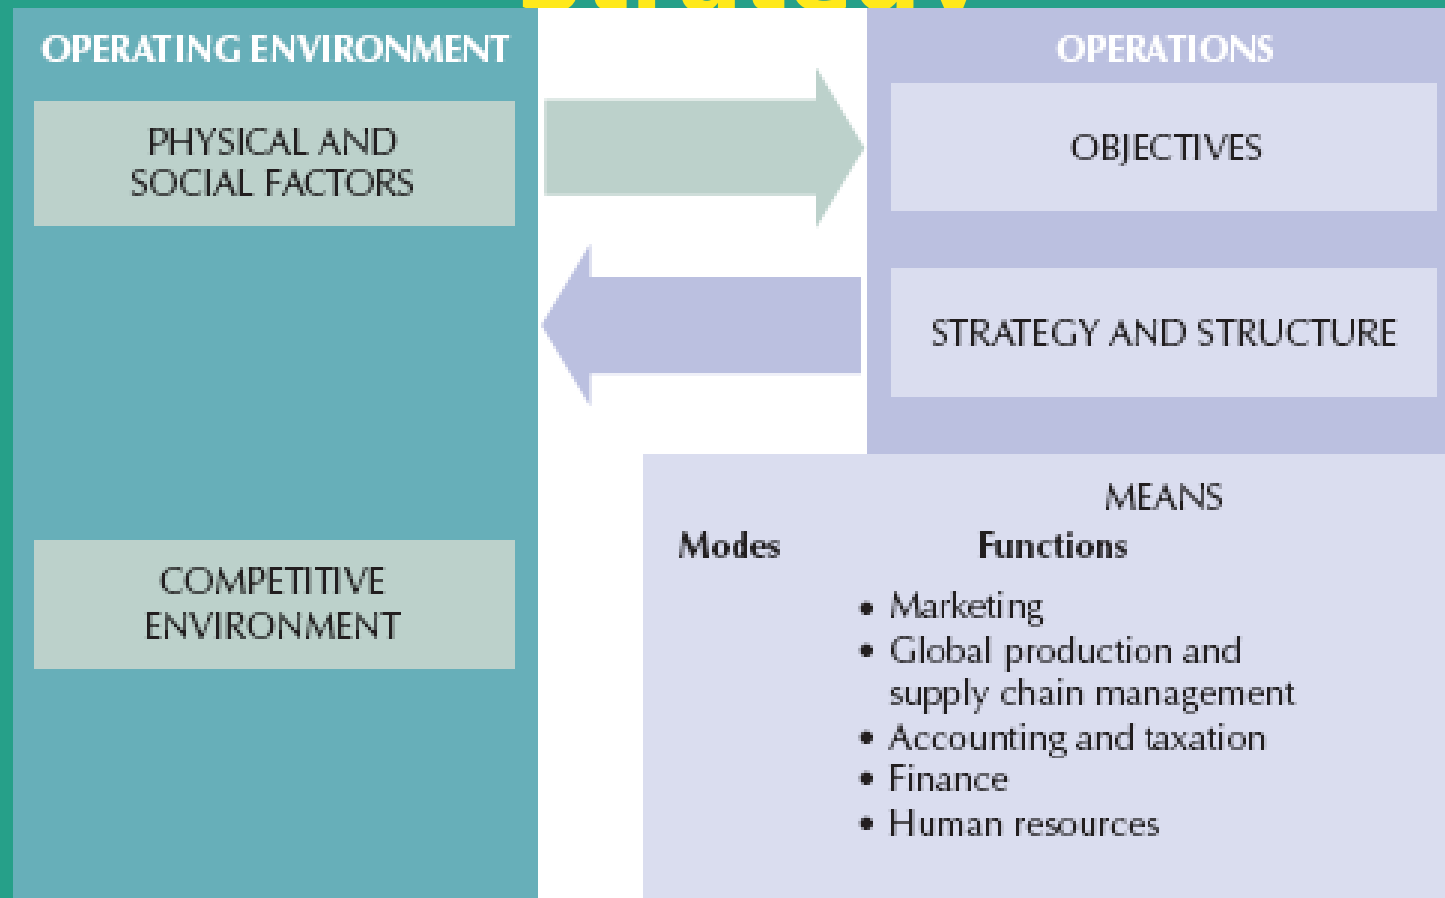 Strategy
OPERATING ENVIRONMENT
PHYSICAL AND
SOCIAL FACTORS
COMPETITIVE
ENVIRONMENT
OPERATIONS
OBJECTIVES
STRATEGY AND STRUCTURE
MEANS
Modes
Functions
• Marketing
• Global production and
supply chain management
• Accounting and taxation
• Finance
• Human resources